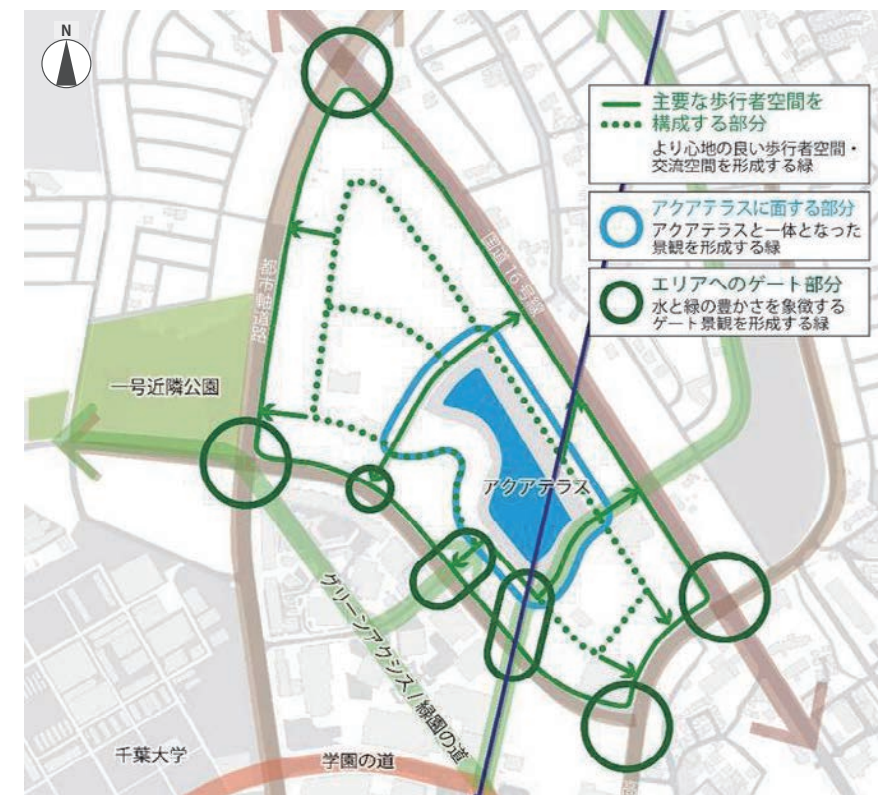 N
主要な歩行者空間を
構成する部分
より心地の良い歩行者空間・
交流空間を形成する緑
アクアテラスに面する部分
アクアテラスと一体となった
景観を形成する緑
エリアへのゲート部分
水と緑の豊かさを象徴する
ゲート景観を形成する緑
国道16号線
一号近隣公園
アクアテラス
グリーンアクシス/緑園の道
千葉大学
学園の道